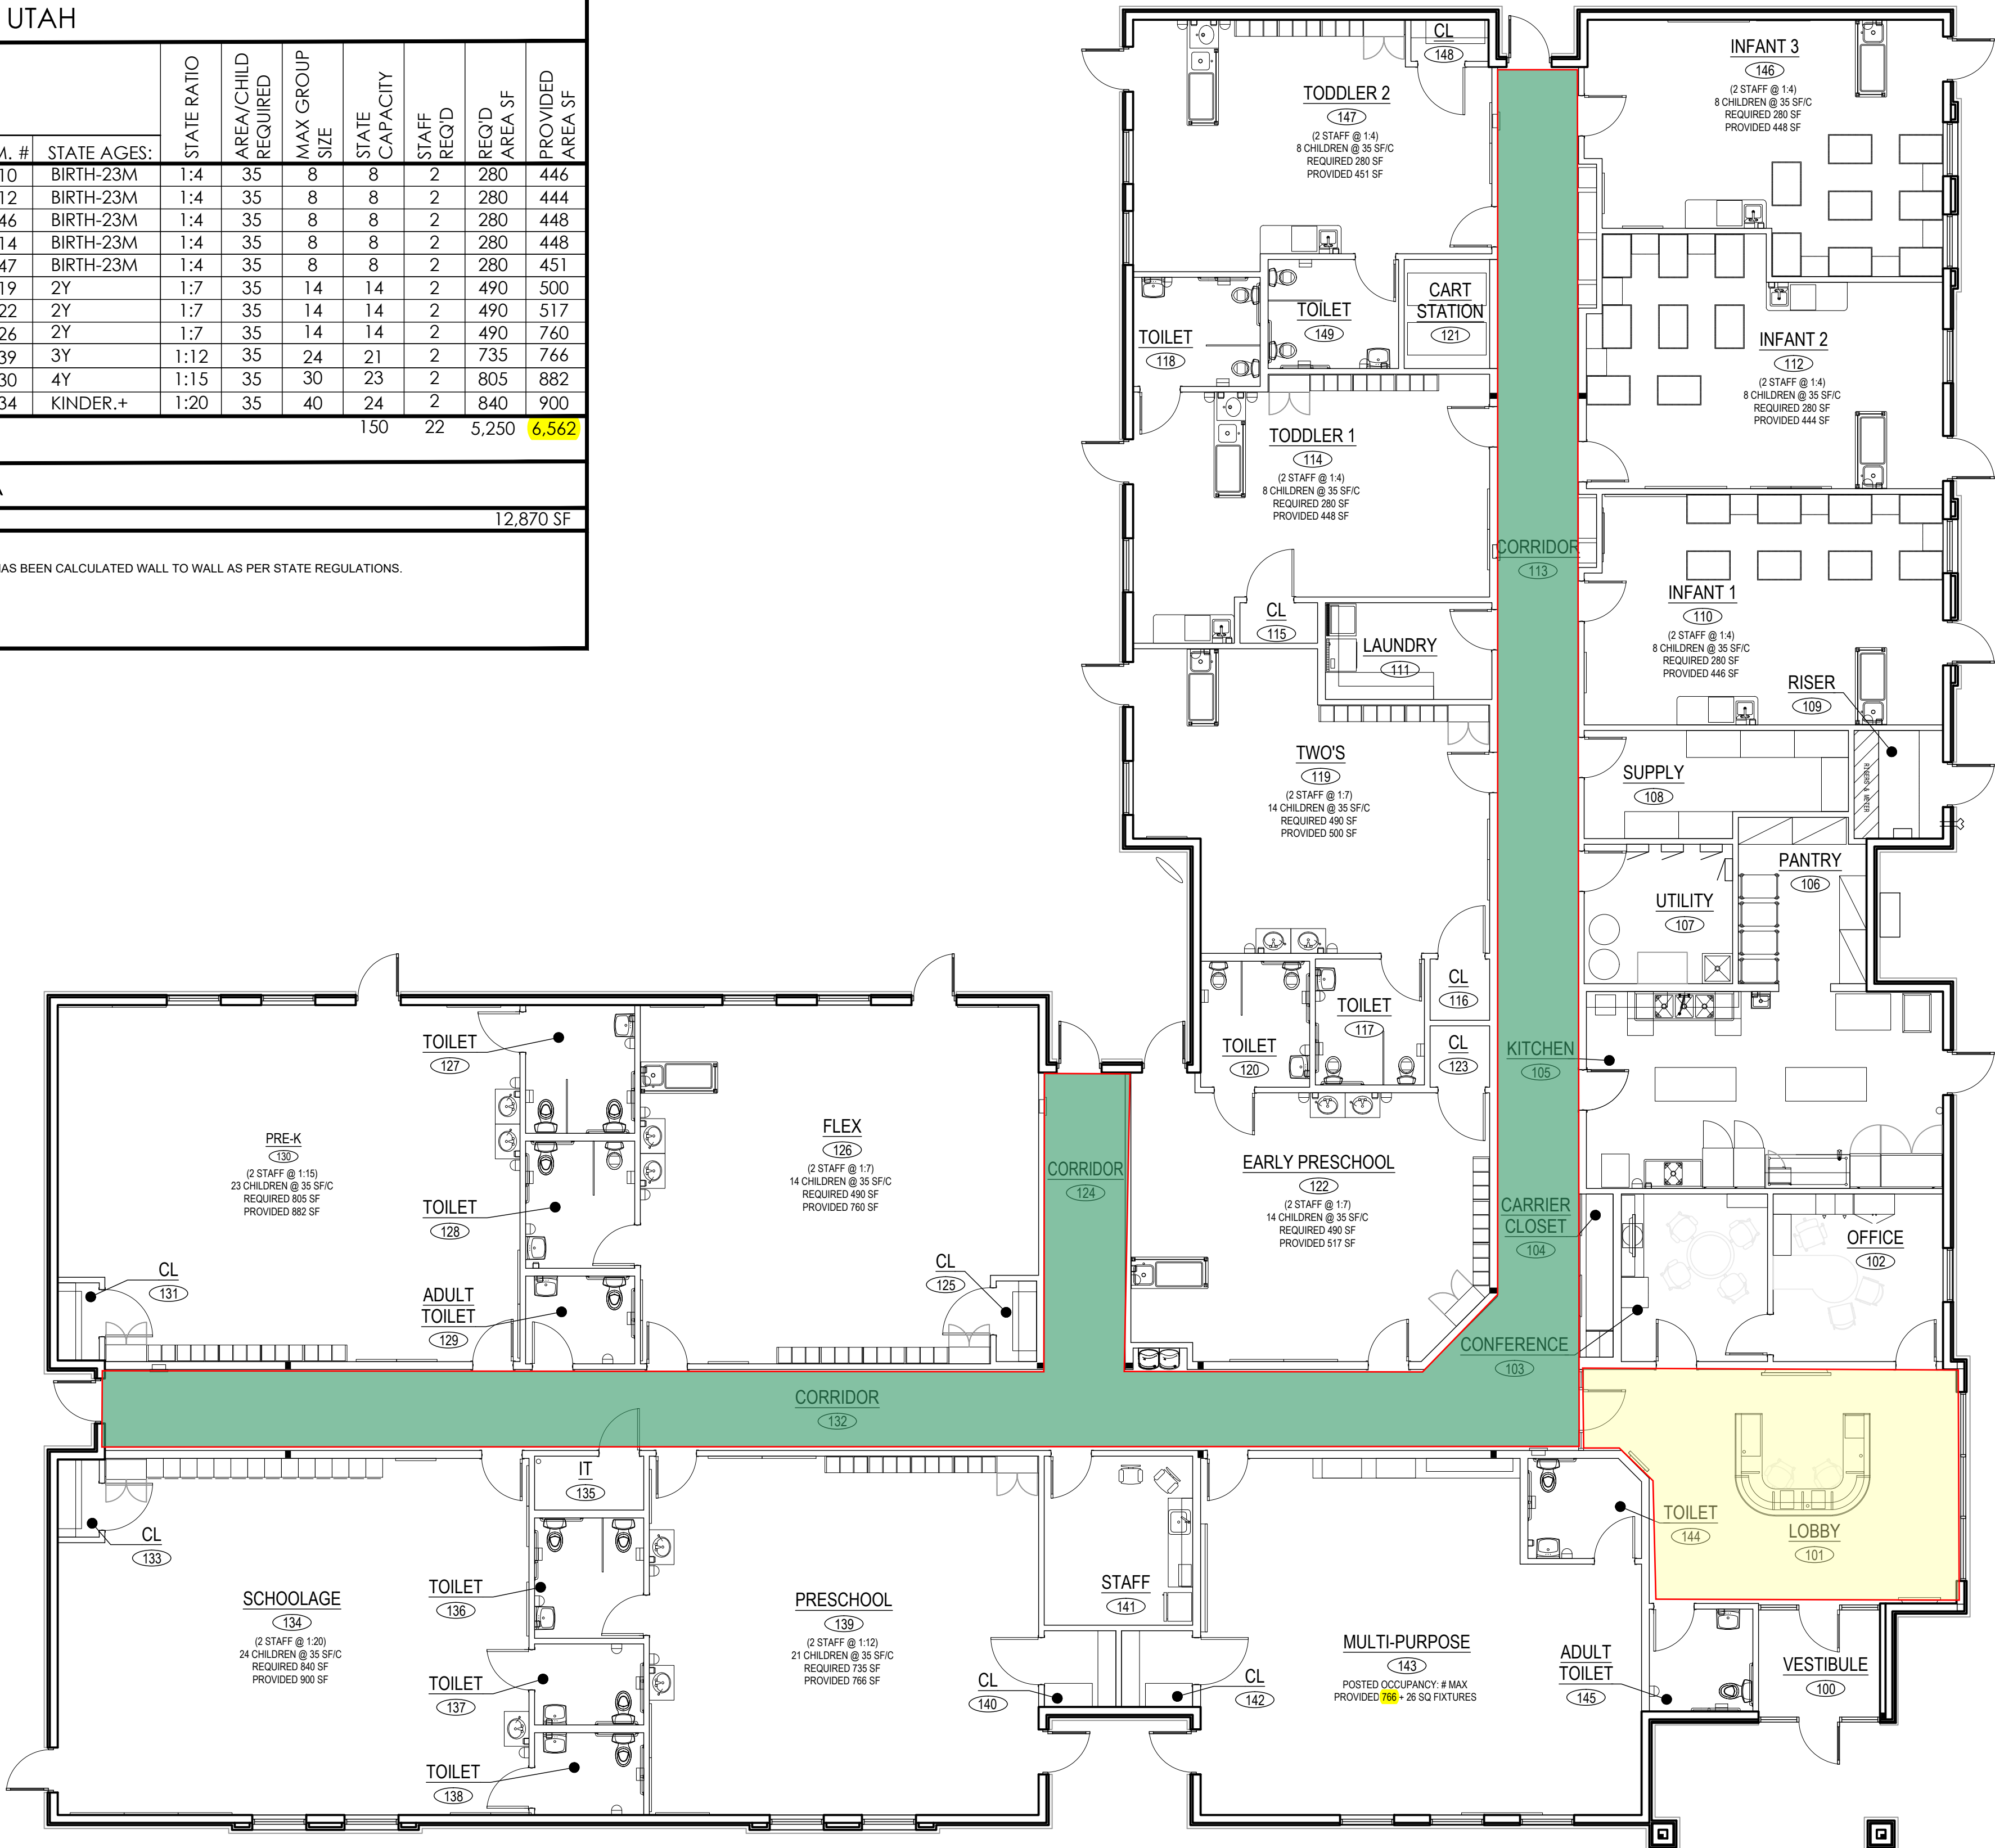 UTAH
M. #
STATE AGES:
STATE RATIO
AREA/CHILD
REQUIRED
MAX GROUP
SIZE
STATE
CAPACITY
STAFF
REQ'D
REQ'D
AREA SF
PROVIDED
AREA SF
10 BIRTH-23M 1:4 35 8 8 2 280 446
12 BIRTH-23M 1:4 35 8 8 2 280 444
46 BIRTH-23M 1:4 35 8 8 2 280 448
14 BIRTH-23M 1:4 35 8 8 2 280 448
47 BIRTH-23M 1:4 35 8 8 2 280 451
19 2Y 1:7 35 14 14 2 490 500
22 2Y 1:7 35 14 14 2 490 517
26 2Y 1:7 35 14 14 2 490 760
39 3Y 1:12 35 24 21 2 735 766
30 4Y 1:15 35 30 23 2 805 882
34 KINDER.+ 1:20 35 40 24 2 840 900
150 22 5,250 6,562
A
12,870 SF
HAS BEEN CALCULATED WALL TO WALL AS PER STATE REGULATIONS.
CL
148
TODDLER 2
147
(2 STAFF @ 1:4)
8 CHILDREN @ 35 SF/C
REQUIRED 280 SF
PROVIDED 451 SF
INFANT 3
146
(2 STAFF @ 1:4)
8 CHILDREN @ 35 SF/C
REQUIRED 280 SF
PROVIDED 448 SF
TOILET
118
TOILET
149
CART
STATION
121
INFANT 2
112
(2 STAFF @ 1:4)
8 CHILDREN @ 35 SF/C
REQUIRED 280 SF
PROVIDED 444 SF
TODDLER 1
114
(2 STAFF @ 1:4)
8 CHILDREN @ 35 SF/C
REQUIRED 280 SF
PROVIDED 448 SF
CORRIDOR
113
CL
115
LAUNDRY
111
INFANT 1
110
(2 STAFF @ 1:4)
8 CHILDREN @ 35 SF/C
REQUIRED 280 SF
PROVIDED 446 SF
RISER
109
TWO'S
119
(2 STAFF @ 1:7)
14 CHILDREN @ 35 SF/C
REQUIRED 490 SF
PROVIDED 500 SF
SUPPLY
108
RISERS & METER
PANTRY
106
UTILITY
107
CL
116
TOILET
117
TOILET
120
CL
123
KITCHEN
105
TOILET
127
PRE-K
130
(2 STAFF @ 1:15)
23 CHILDREN @ 35 SF/C
REQUIRED 805 SF
PROVIDED 882 SF
FLEX
126
(2 STAFF @ 1:7)
14 CHILDREN @ 35 SF/C
REQUIRED 490 SF
PROVIDED 760 SF
CORRIDOR
124
EARLY PRESCHOOL
122
(2 STAFF @ 1:7)
14 CHILDREN @ 35 SF/C
REQUIRED 490 SF
PROVIDED 517 SF
TOILET
128
CARRIER
CLOSET
104
OFFICE
102
CL
131
ADULT
TOILET
129
CL
125
CONFERENCE
103
CORRIDOR
132
IT
135
CL
133
TOILET
144
LOBBY
101
SCHOOLAGE
134
(2 STAFF @ 1:20)
24 CHILDREN @ 35 SF/C
REQUIRED 840 SF
PROVIDED 900 SF
TOILET
136
PRESCHOOL
139
(2 STAFF @ 1:12)
21 CHILDREN @ 35 SF/C
REQUIRED 735 SF
PROVIDED 766 SF
STAFF
141
MULTI-PURPOSE
143
POSTED OCCUPANCY: # MAX
PROVIDED 766 + 26 SQ FIXTURES
ADULT
TOILET
145
VESTIBULE
100
TOILET
137
CL
140
CL
142
TOILET
138